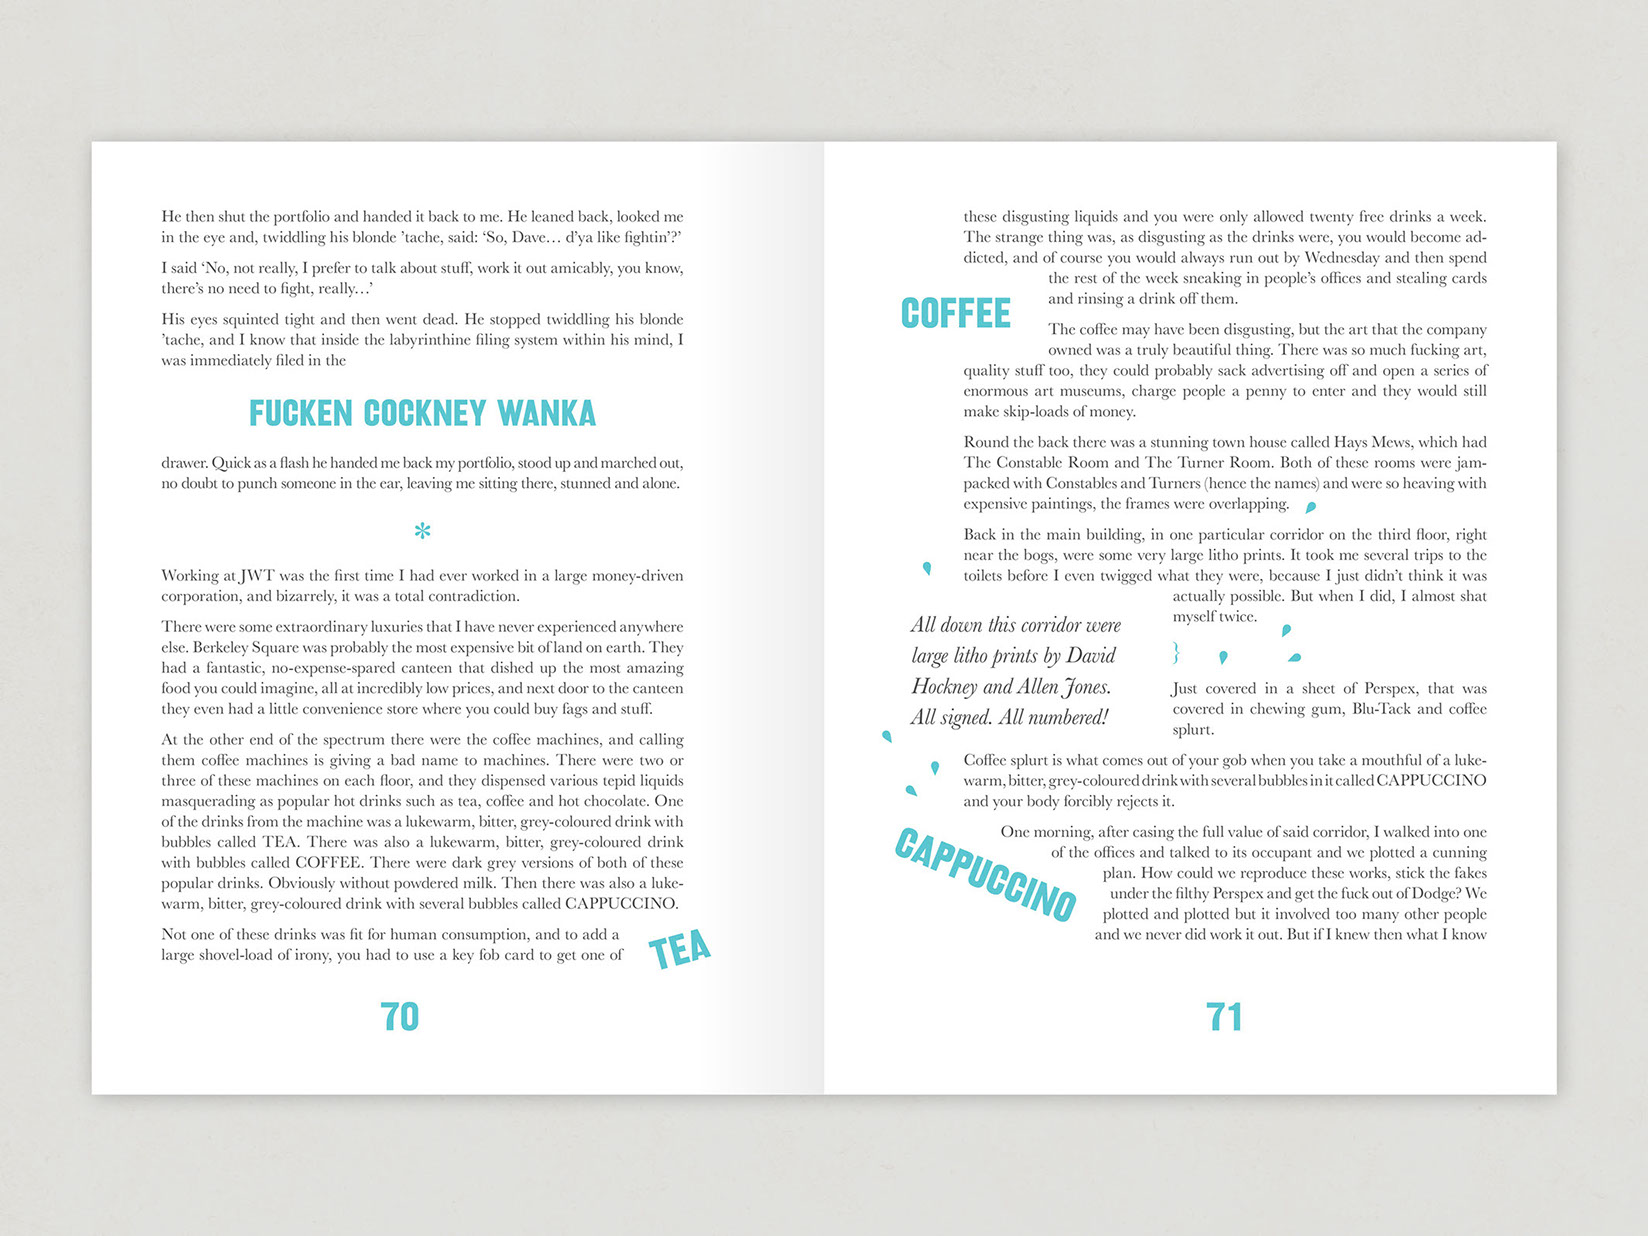 He then shut the portfolio and handed it back to me. He leaned back, looked me
in the eye and, twiddling his blonde ’tache, said: ‘So, Dave… d’ya like fightin’?’
I said ‘No, not really, I prefer to talk about stuff, work it out amicably, you know,
there’s no need to fight, really…’
His eyes squinted tight and then went dead. He stopped twiddling his blonde
’tache, and I know that inside the labyrinthine filing system within his mind, I
was immediately filed in the
FUCKEN COCKNEY WANKA
drawer. Quick as a flash he handed me back my portfolio, stood up and marched out,
no doubt to punch someone in the ear, leaving me sitting there, stunned and alone.
*
Working at JWT was the first time I had ever worked in a large money-driven
corporation, and bizarrely, it was a total contradiction.
There were some extraordinary luxuries that I have never experienced anywhere
else. Berkeley Square was probably the most expensive bit of land on earth. They
had a fantastic, no-expense-spared canteen that dished up the most amazing
food you could imagine, all at incredibly low prices, and next door to the canteen
they even had a little convenience store where you could buy fags and stuff.
At the other end of the spectrum there were the coffee machines, and calling
them coffee machines is giving a bad name to machines. There were two or
three of these machines on each floor, and they dispensed various tepid liquids
masquerading as popular hot drinks such as tea, coffee and hot chocolate. One
of the drinks from the machine was a lukewarm, bitter, grey-coloured drink with
bubbles called TEA. There was also a lukewarm, bitter, grey-coloured drink
with bubbles called COFFEE. There were dark grey versions of both of these
popular drinks. Obviously without powdered milk. Then there was also a luke-
warm, bitter, grey-coloured drink with several bubbles called CAPPUCCINO.
Not one of these drinks was fit for human consumption, and to add a
large shovel-load of irony, you had to use a key fob card to get one of
TEA
70
these disgusting liquids and you were only allowed twenty free drinks a week.
The strange thing was, as disgusting as the drinks were, you would become ad-
dicted, and of course you would always run out by Wednesday and then spend
the rest of the week sneaking in people’s offices and stealing cards
and rinsing a drink off them.
COFFEE
The coffee may have been disgusting, but the art that the company
owned was a truly beautiful thing. There was so much fucking art,
quality stuff too, they could probably sack advertising off and open a series of
enormous art museums, charge people a penny to enter and they would still
make skip-loads of money.
Round the back there was a stunning town house called Hays Mews, which had
The Constable Room and The Turner Room. Both of these rooms were jam-
packed with Constables and Turners (hence the names) and were so heaving with
expensive paintings, the frames were overlapping.
Back in the main building, in one particular corridor on the third floor, right
near the bogs, were some very large litho prints. It took me several trips to the
toilets before I even twigged what they were, because I just didn’t think it was
actually possible. But when I did, I almost shat
myself twice.
All down this corridor were
large litho prints by David
Hockney and Allen Jones.
All signed. All numbered!
}
Just covered in a sheet of Perspex, that was
covered in chewing gum, Blu-Tack and coffee
splurt.
Coffee splurt is what comes out of your gob when you take a mouthful of a luke-
warm, bitter, grey-coloured drink with several bubbles in it called CAPPUCCINO
and your body forcibly rejects it.
CAPPUCCINO
One morning, after casing the full value of said corridor, I walked into one
of the offices and talked to its occupant and we plotted a cunning
plan. How could we reproduce these works, stick the fakes
under the filthy Perspex and get the fuck out of Dodge? We
plotted and plotted but it involved too many other people
and we never did work it out. But if I knew then what I know
71